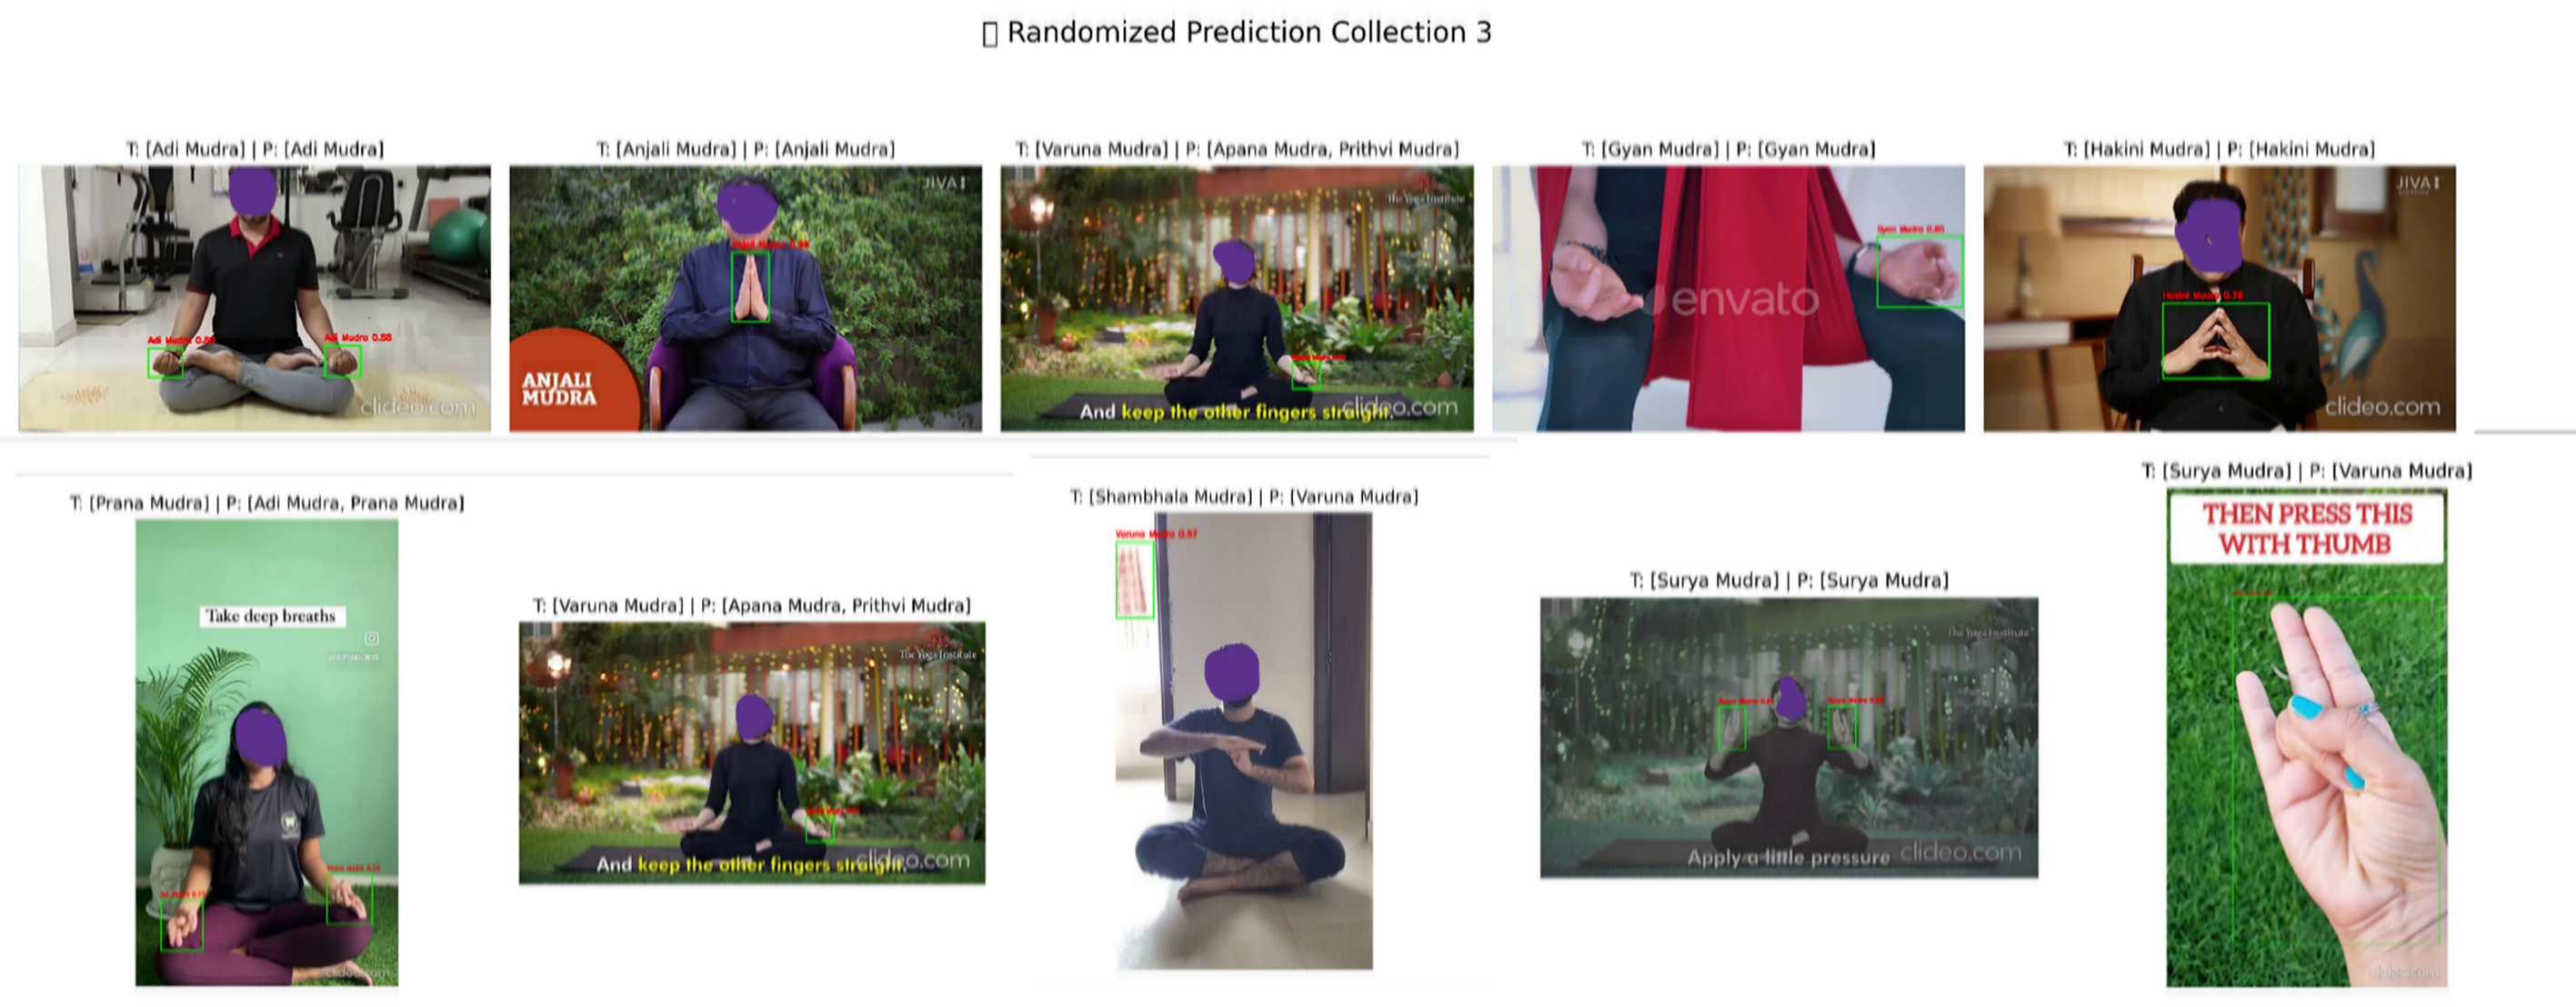 Randomized Prediction Collection 3
T: [Adi Mudra] | P: [Adi Mudra]
T: [Anjali Mudra] | P: [Anjali Mudra]
T: [Varuna Mudra] | P: [Apana Mudra, Prithvi Mudra]
T: [Gyan Mudra] | P: [Gyan Mudra]
T: [Hakini Mudra] | P: [Hakini Mudra]
Adi Mudra
Adi Mudra 0.88
clideo.com
JIVA
Anjali Mudra 0.98
ANJALI
MUDRA
The Yoga Institute
And keep the other fingers straight.
clideo.com
Gyan Mudra 0.85
envato
JIVA
Hakini Mudra 0.78
clideo.com
T: [Prana Mudra] | P: [Adi Mudra, Prana Mudra]
T: [Varuna Mudra] | P: [Apana Mudra, Prithvi Mudra]
T: [Shambhala Mudra] | P: [Varuna Mudra]
T: [Surya Mudra] | P: [Surya Mudra]
T: [Surya Mudra] | P: [Varuna Mudra]
Take deep breaths
clideo.com
The Yoga Institute
And keep the other fingers straight.
clideo.com
Varuna Mudra 0.57
The Yoga Institute
Surya Mudra
Surya Mudra
Apply a little pressure
clideo.com
THEN PRESS THIS
WITH THUMB
clideo.com